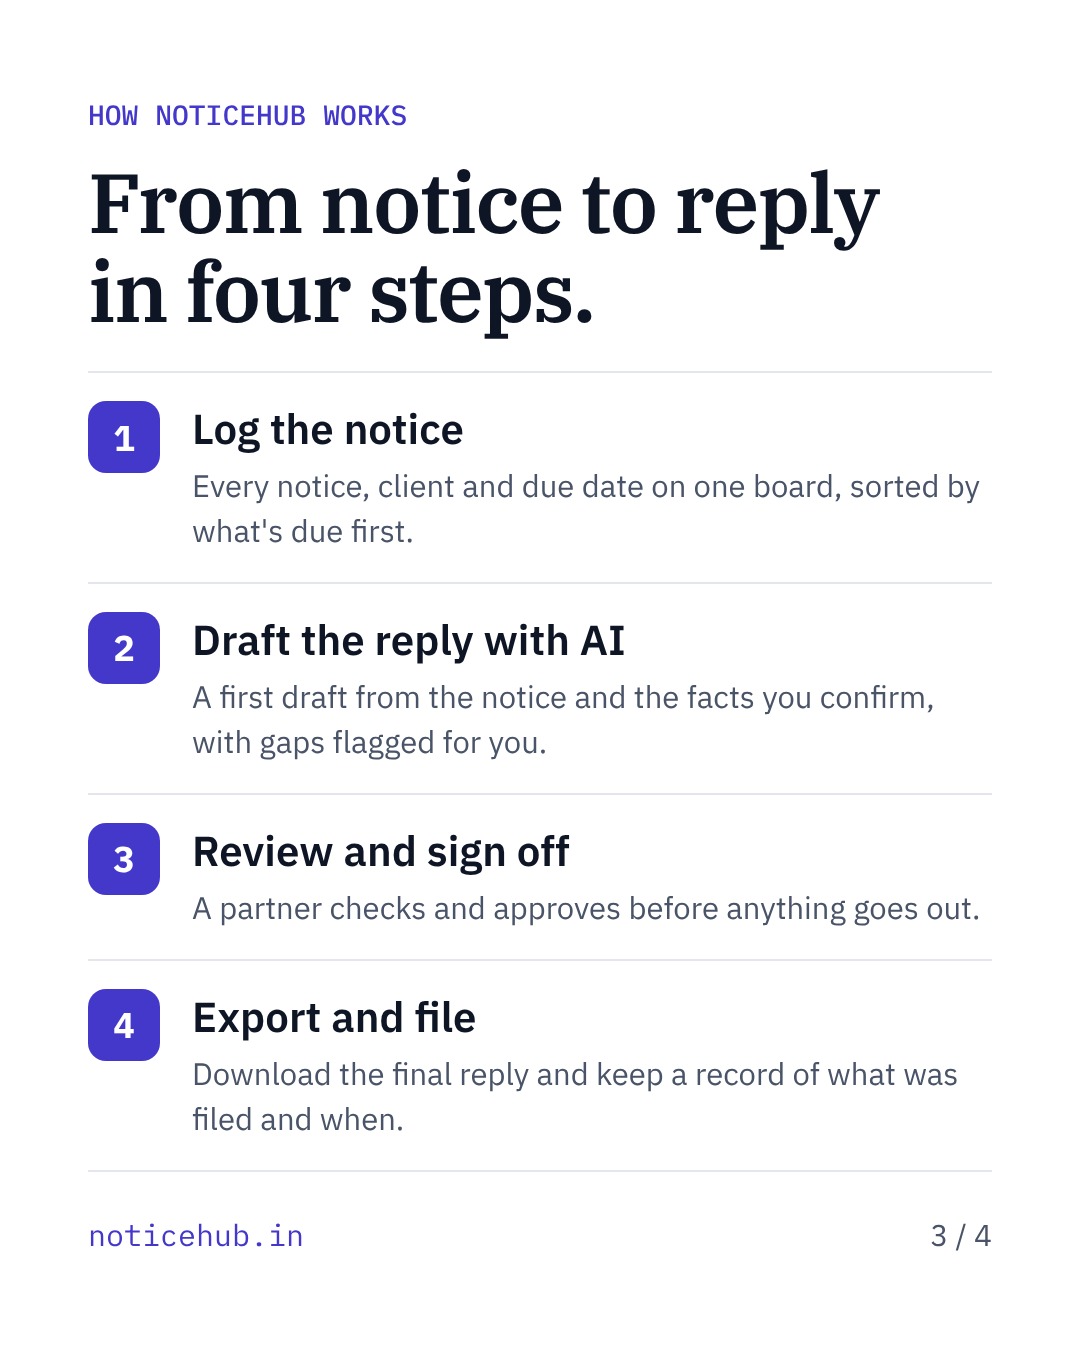 HOW NOTICEHUB WORKS
From notice to reply
in four steps.
1
Log the notice
Every notice, client and due date on one board, sorted by
what's due first.
2
Draft the reply with AI
A first draft from the notice and the facts you confirm,
with gaps flagged for you.
3
Review and sign off
A partner checks and approves before anything goes out.
4
Export and file
Download the final reply and keep a record of what was
filed and when.
noticehub.in
3 / 4